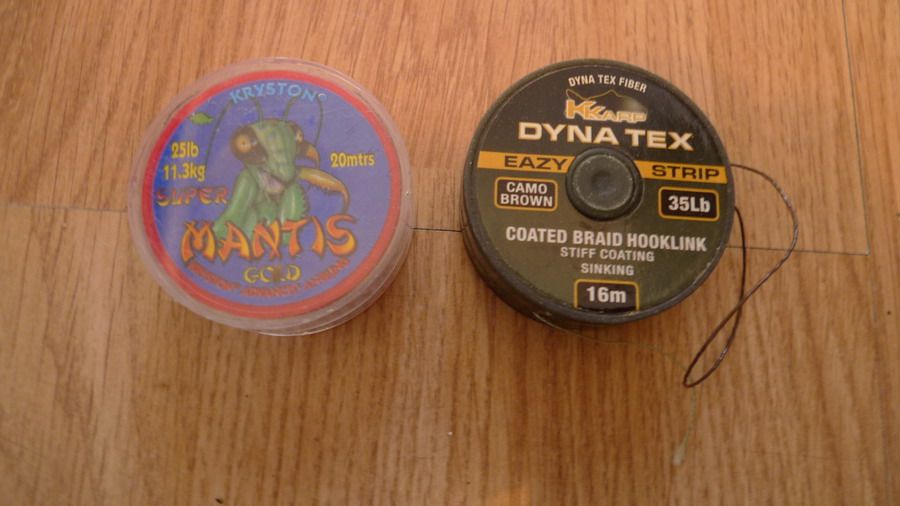 KRYSTON®
25lb
11.3kg
20mtrs
SUPER
MANTIS
GOLD
DYNA TEX FIBER
KKARP
DYNA TEX
EAZY STRIP
CAMO
BROWN
35Lb
COATED BRAID HOOKLINK
STIFF COATING
SINKING
16m